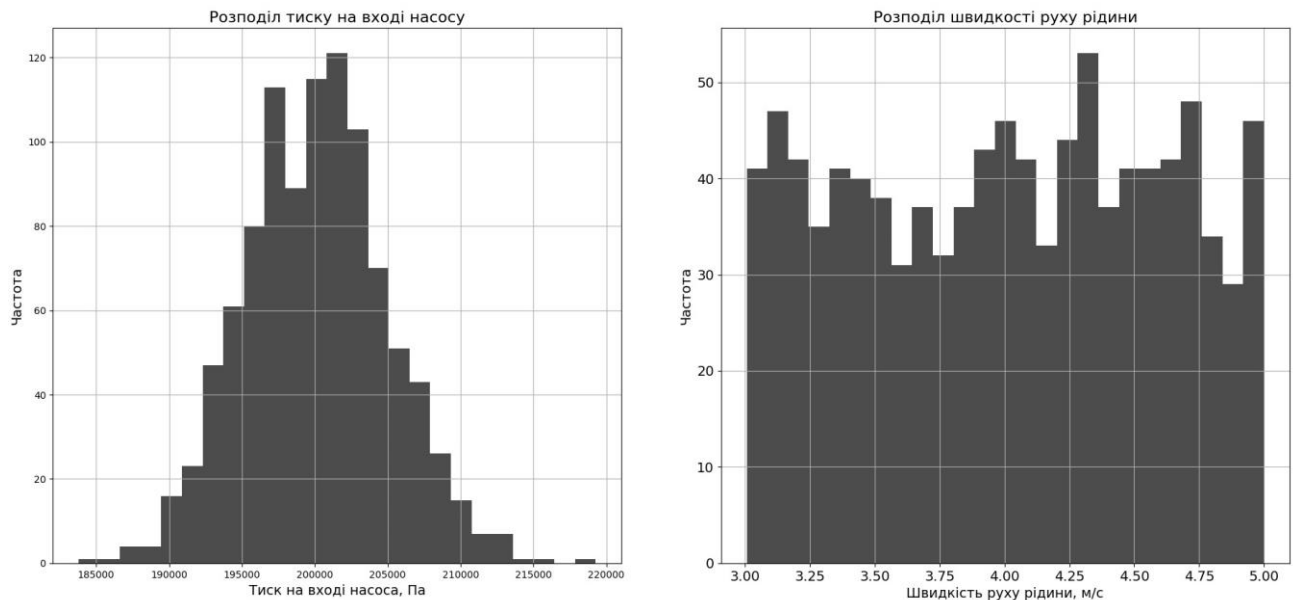 Розподіл тиску на вході насосу
Частота
120
100
80
60
40
20
0
185000 190000 195000 200000 205000 210000 215000 220000
Тиск на вході насоса, Па
Розподіл швидкості руху рідини
Частота
50
40
30
20
10
0
3.00 3.25 3.50 3.75 4.00 4.25 4.50 4.75 5.00
Швидкість руху рідини, м/с